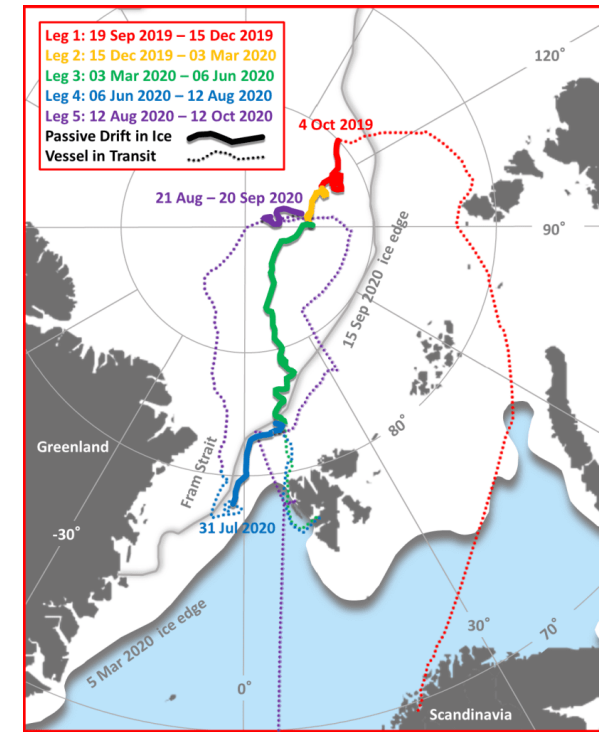 Leg 1: 19 Sep 2019 – 15 Dec 2019
Leg 2: 15 Dec 2019 – 03 Mar 2020
Leg 3: 03 Mar 2020 – 06 Jun 2020
Leg 4: 06 Jun 2020 – 12 Aug 2020
Leg 5: 12 Aug 2020 – 12 Oct 2020
Passive Drift in Ice
Vessel in Transit
120°
4 Oct 2019
21 Aug – 20 Sep 2020
90°
15 Sep 2020 ice edge
80°
Greenland
Fram Strait
-30°
31 Jul 2020
5 Mar 2020 ice edge
30°
70°
0°
Scandinavia